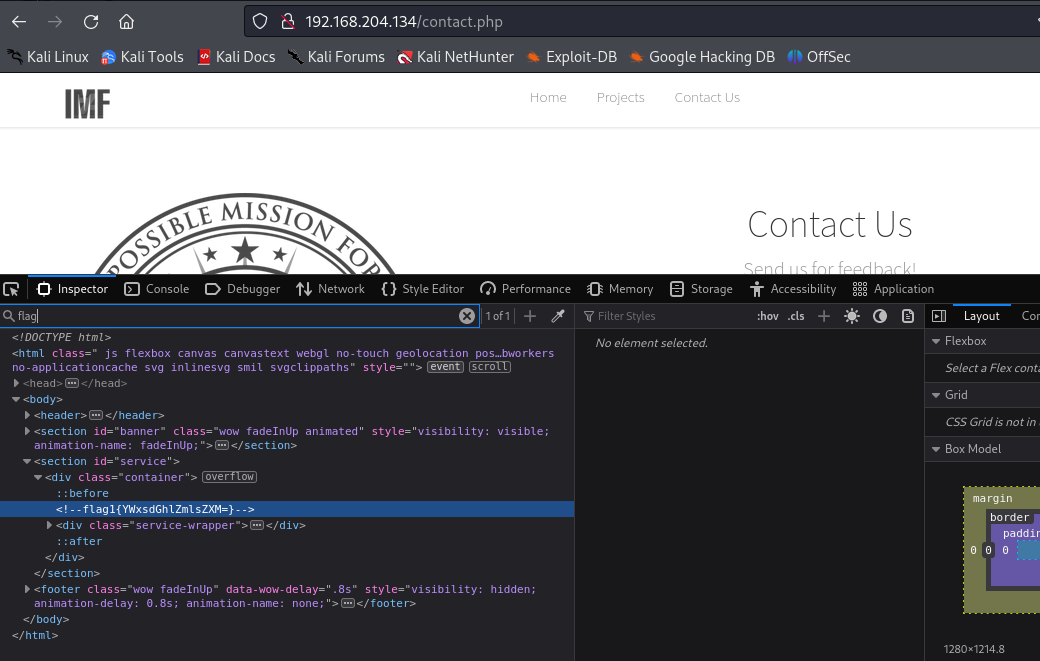 192.168.204.134/contact.php
Kali Linux Kali Tools Kali Docs Kali Forums Kali NetHunter Exploit-DB Google Hacking DB OffSec
IMF Home Projects Contact Us
POSSIBLE MISSION FOR
Contact Us
Send us for feedback!
Inspector Console Debugger Network Style Editor Performance Memory Storage Accessibility Application
flag 1 of 1 + Filter Styles :hov .cls + Layout Co
<!DOCTYPE html>
<html class=" js flexbox canvas canvastext webgl no-touch geolocation pos…bworkers
no-applicationcache svg inlinesvg smil svgclippaths" style=""> event scroll
<head>…</head>
<body>
<header>…</header>
<section id="banner" class="wow fadeInUp animated" style="visibility: visible;
animation-name: fadeInUp;">…</section>
<section id="service">
<div class="container"> overflow
::before
<!--flag1{YWxsdGhlZmlsZXM=}-->
<div class="service-wrapper">…</div>
::after
</div>
</section>
<footer class="wow fadeInUp" data-wow-delay=".8s" style="visibility: hidden;
animation-delay: 0.8s; animation-name: none;">…</footer>
</body>
</html>
No element selected.
Flexbox
Select a Flex conta
Grid
CSS Grid is not in
Box Model
margin
border
paddin
0 0 0
1280×1214.8